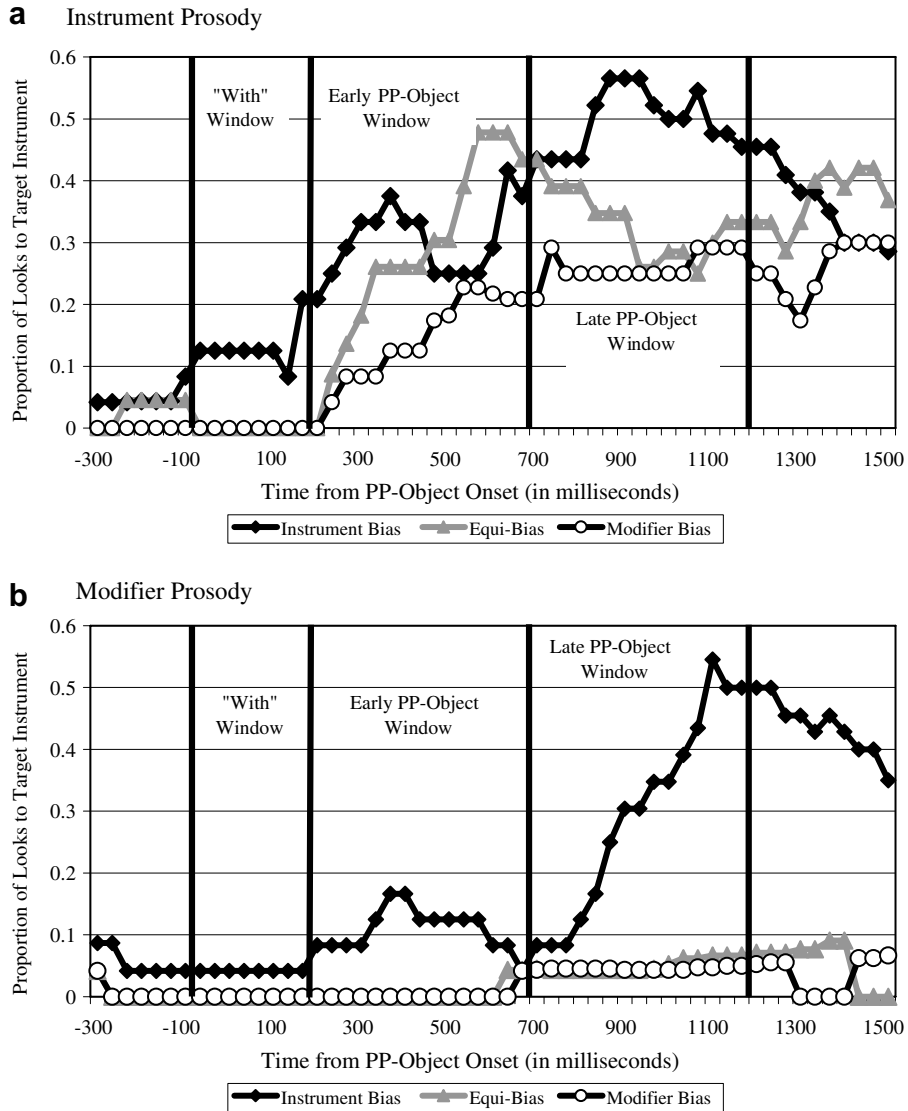 a Instrument Prosody
Proportion of Looks to Target Instrument
0.6
0.5
0.4
0.3
0.2
0.1
0
"With"
Window
Early PP-Object
Window
Late PP-Object
Window
-300 -100 100 300 500 700 900 1100 1300 1500
Time from PP-Object Onset (in milliseconds)
Instrument Bias Equi-Bias Modifier Bias
b Modifier Prosody
Proportion of Looks to Target Instrument
0.6
0.5
0.4
0.3
0.2
0.1
0
"With"
Window
Early PP-Object
Window
Late PP-Object
Window
-300 -100 100 300 500 700 900 1100 1300 1500
Time from PP-Object Onset (in milliseconds)
Instrument Bias Equi-Bias Modifier Bias